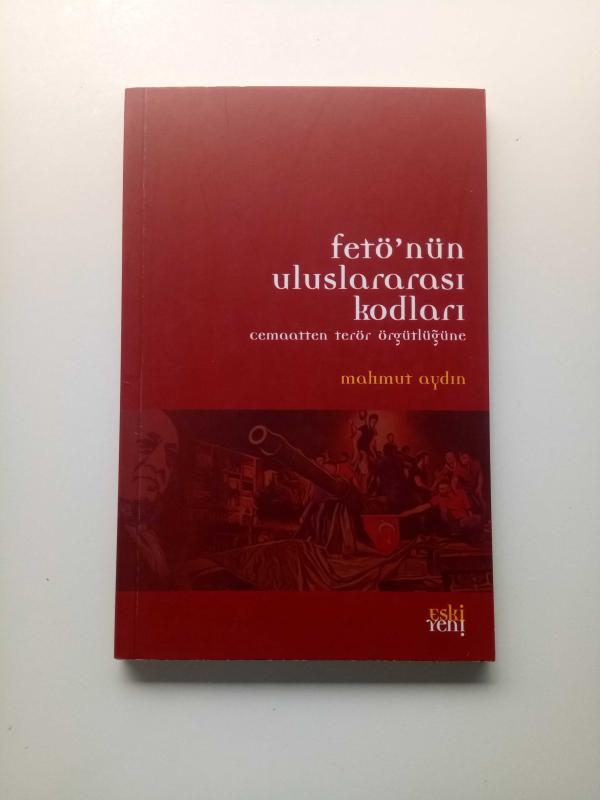 fetö'nün
uluslararası
kodları
cemaatten terör örgütlüğüne
mahmut aydın
eski
yeni